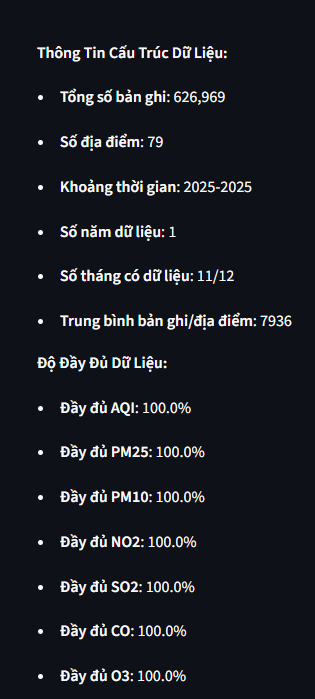 Thông Tin Cấu Trúc Dữ Liệu:
• Tổng số bản ghi: 626,969
• Số địa điểm: 79
• Khoảng thời gian: 2025-2025
• Số năm dữ liệu: 1
• Số tháng có dữ liệu: 11/12
• Trung bình bản ghi/địa điểm: 7936
Độ Đầy Đủ Dữ Liệu:
• Đầy đủ AQI: 100.0%
• Đầy đủ PM25: 100.0%
• Đầy đủ PM10: 100.0%
• Đầy đủ NO2: 100.0%
• Đầy đủ SO2: 100.0%
• Đầy đủ CO: 100.0%
• Đầy đủ O3: 100.0%